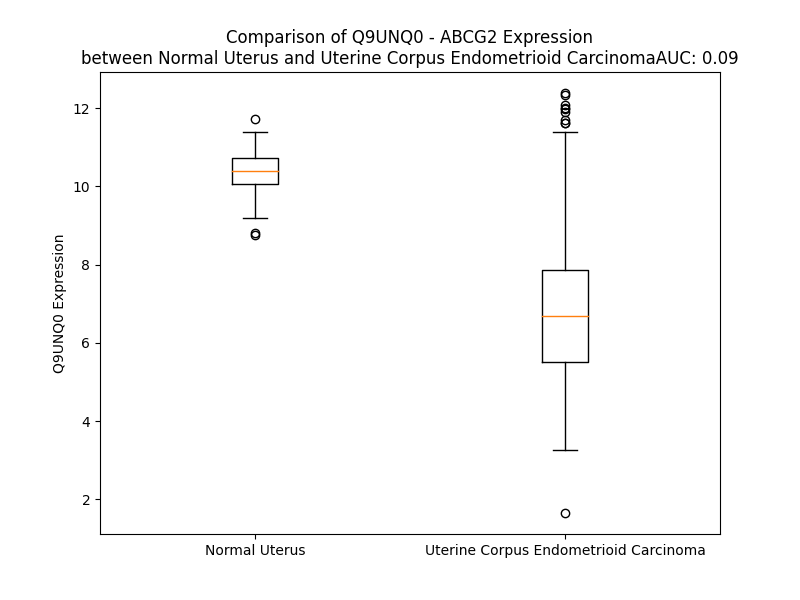 Comparison of Q9UNQ0 - ABCG2 Expression
between Normal Uterus and Uterine Corpus Endometrioid CarcinomaAUC: 0.09
12
10
8
6
4
2
Q9UNQ0 Expression
Normal Uterus
Uterine Corpus Endometrioid Carcinoma